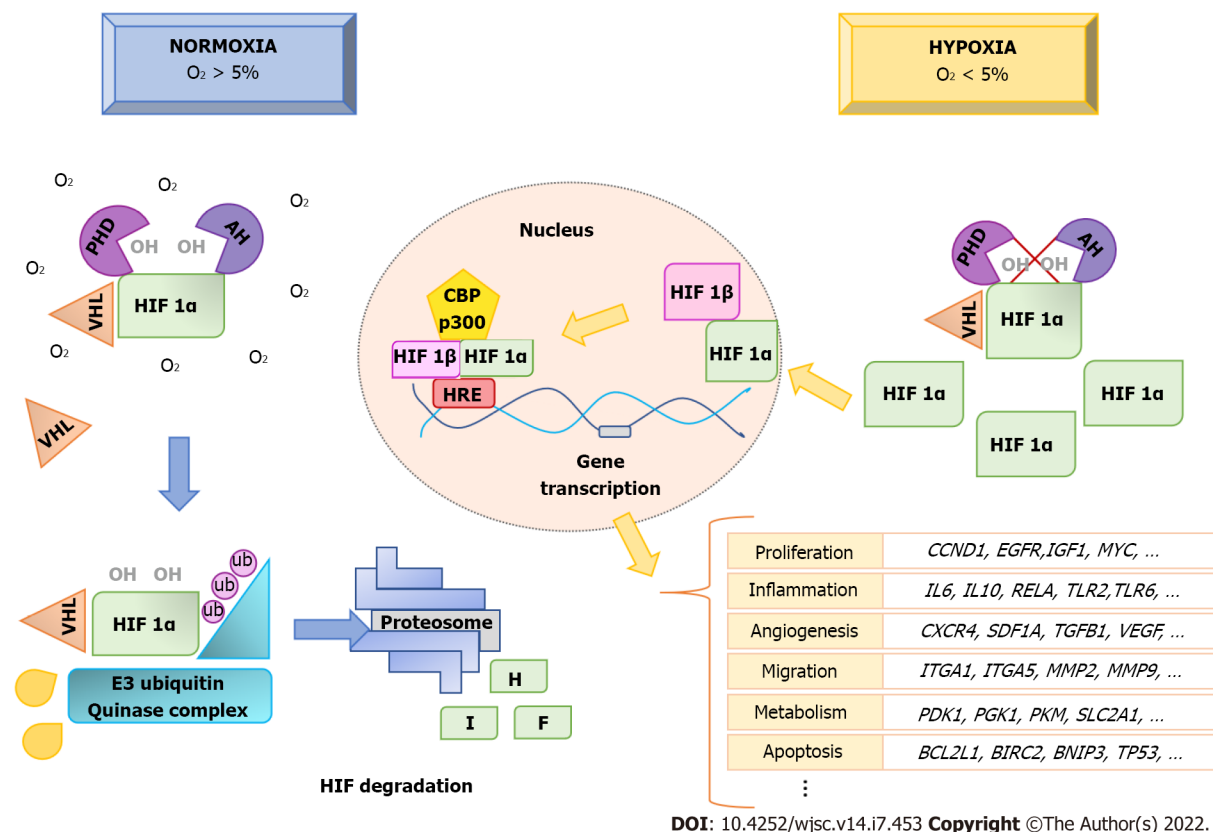 NORMOXIA
O₂ > 5%
HYPOXIA
O₂ < 5%
O₂
O₂
O₂
O₂
O₂
O₂
O₂
O₂
PHD
OH
OH
AH
VHL
HIF 1α
VHL
Nucleus
CBP
p300
HIF 1β
HIF 1α
HRE
HIF 1β
HIF 1α
Gene
transcription
PHD
OH
OH
AH
VHL
HIF 1α
HIF 1α
HIF 1α
HIF 1α
OH
OH
ub
ub
ub
VHL
HIF 1α
E3 ubiquitin
Quinase complex
Proteosome
H
I
F
HIF degradation
Proliferation CCND1, EGFR,IGF1, MYC, ...
Inflammation IL6, IL10, RELA, TLR2,TLR6, ...
Angiogenesis CXCR4, SDF1A, TGFB1, VEGF, ...
Migration ITGA1, ITGA5, MMP2, MMP9, ...
Metabolism PDK1, PGK1, PKM, SLC2A1, ...
Apoptosis BCL2L1, BIRC2, BNIP3, TP53, ...
⋮
DOI: 10.4252/wjsc.v14.i7.453 Copyright ©The Author(s) 2022.